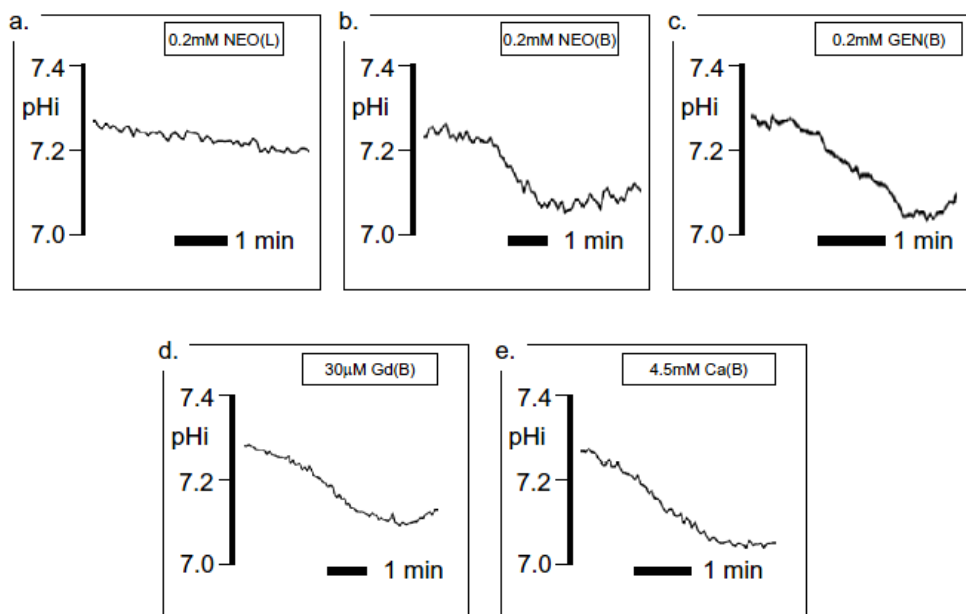 a.
0.2mM NEO(L)
7.4
pHi
7.2
7.0
1 min
b.
0.2mM NEO(B)
7.4
pHi
7.2
7.0
1 min
c.
0.2mM GEN(B)
7.4
pHi
7.2
7.0
1 min
d.
30μM Gd(B)
7.4
pHi
7.2
7.0
1 min
e.
4.5mM Ca(B)
7.4
pHi
7.2
7.0
1 min